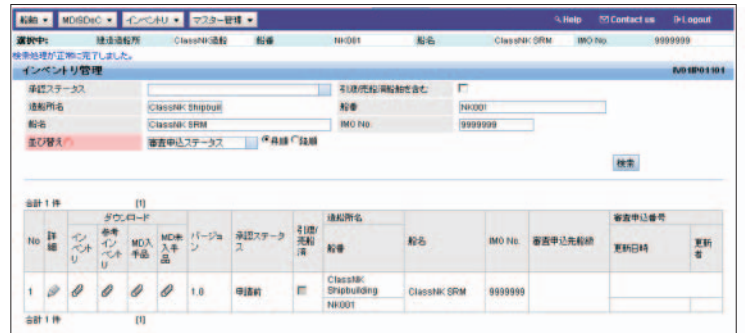 船舶 MDISDoC インベントリ マスター管理 Help Contact us Logout
選択中: 建造造船所 ClassNK造船 船番 NK001 船名 ClassNK SRM IMO No. 9999999
検索処理が正常に完了しました。
インベントリ管理 IV01BP01101
承認ステータス 引渡/売船済船舶を含む
造船所名 ClassNK Shipbuil 船番 NK001
船名 ClassNK SRM IMO No. 9999999
並び替え 審査申込ステータス 昇順 降順
検索
合計 1 件 [1]
No 詳細 ダウンロード バージョン 承認ステータス 引渡/売船済 造船所名 船名 IMO No. 審査申込先船級 審査申込番号
インベントリ 参考インベントリ MD入手品 MD未入手品 船番 更新日時 更新者
1 1.0 申請前 ClassNK Shipbuilding ClassNK SRM 9999999
NK001
合計 1 件 [1]